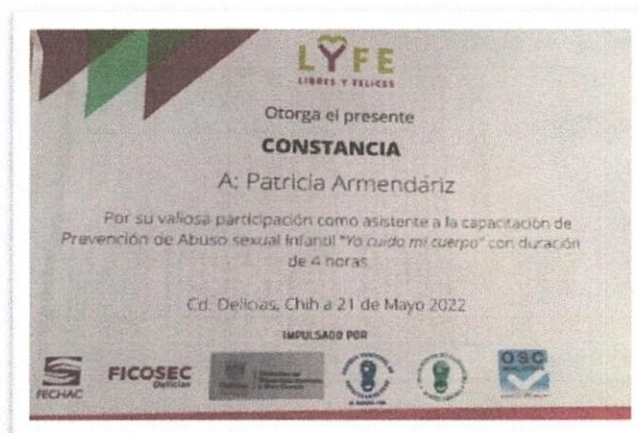 LYFE
LIBRES Y FELICES
Otorga el presente
CONSTANCIA
A: Patricia Armendáriz
Por su valiosa participación como asistente a la capacitación de
Prevención de Abuso sexual Infantil "Yo cuido mi cuerpo" con duración
de 4 horas
Cd. Delicias, Chih a 21 de Mayo 2022
IMPULSADO POR
FECHAC
FICOSEC
Delicias
OSC